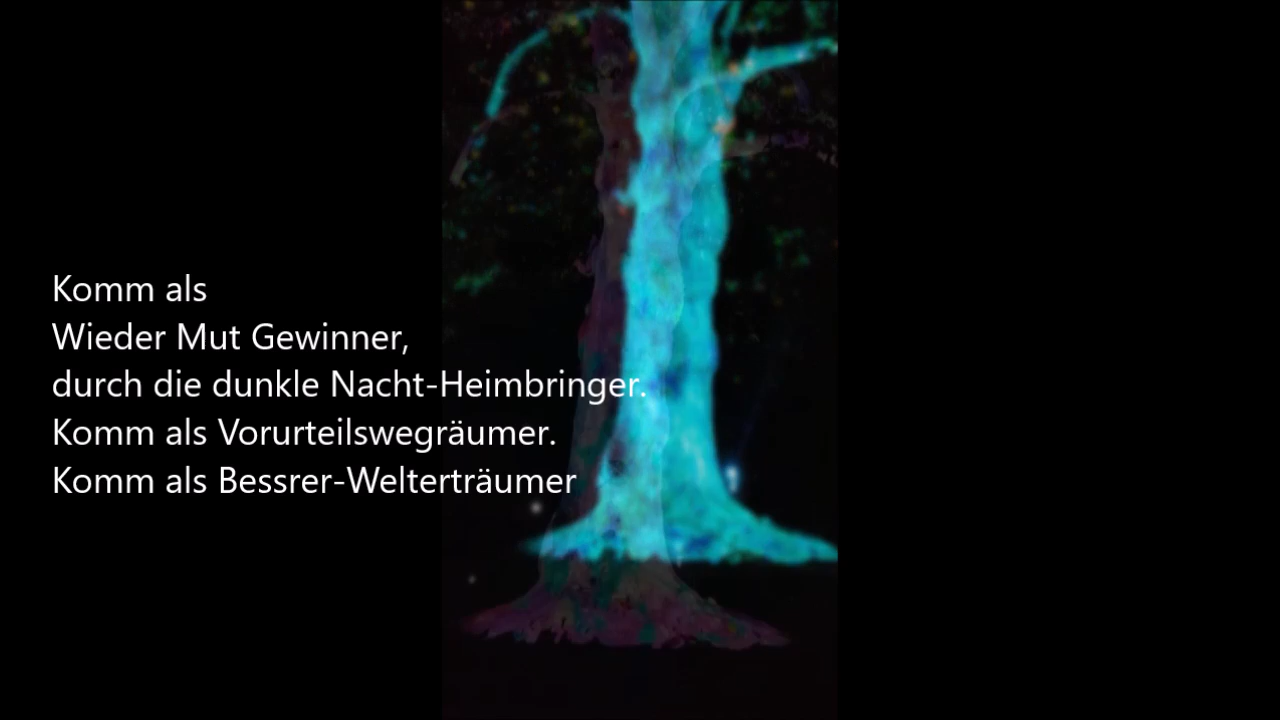 Komm als
Wieder Mut Gewinner,
durch die dunkle Nacht-Heimbringer.
Komm als Vorurteilswegräumer.
Komm als Bessrer-Welterträumer